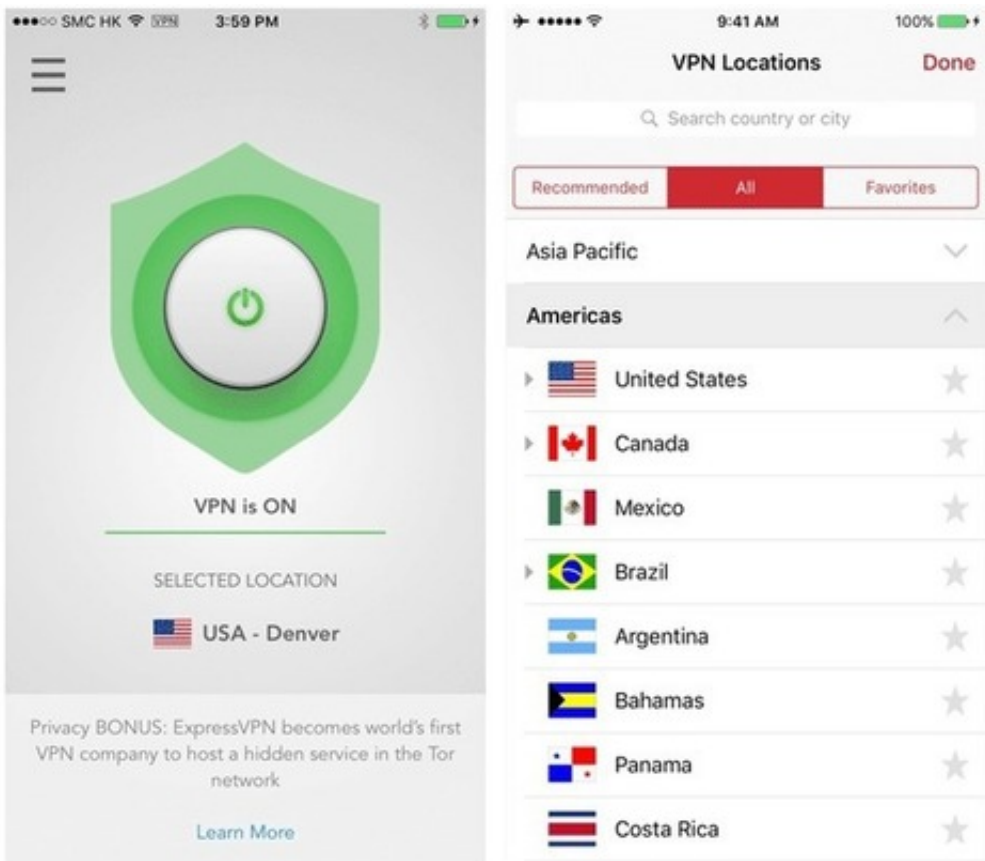 SMC HK VPN 3:59 PM
VPN is ON
SELECTED LOCATION
USA - Denver
Privacy BONUS: ExpressVPN becomes world's first
VPN company to host a hidden service in the Tor
network
Learn More
9:41 AM 100%
VPN Locations Done
Search country or city
Recommended All Favorites
Asia Pacific
Americas
United States
Canada
Mexico
Brazil
Argentina
Bahamas
Panama
Costa Rica